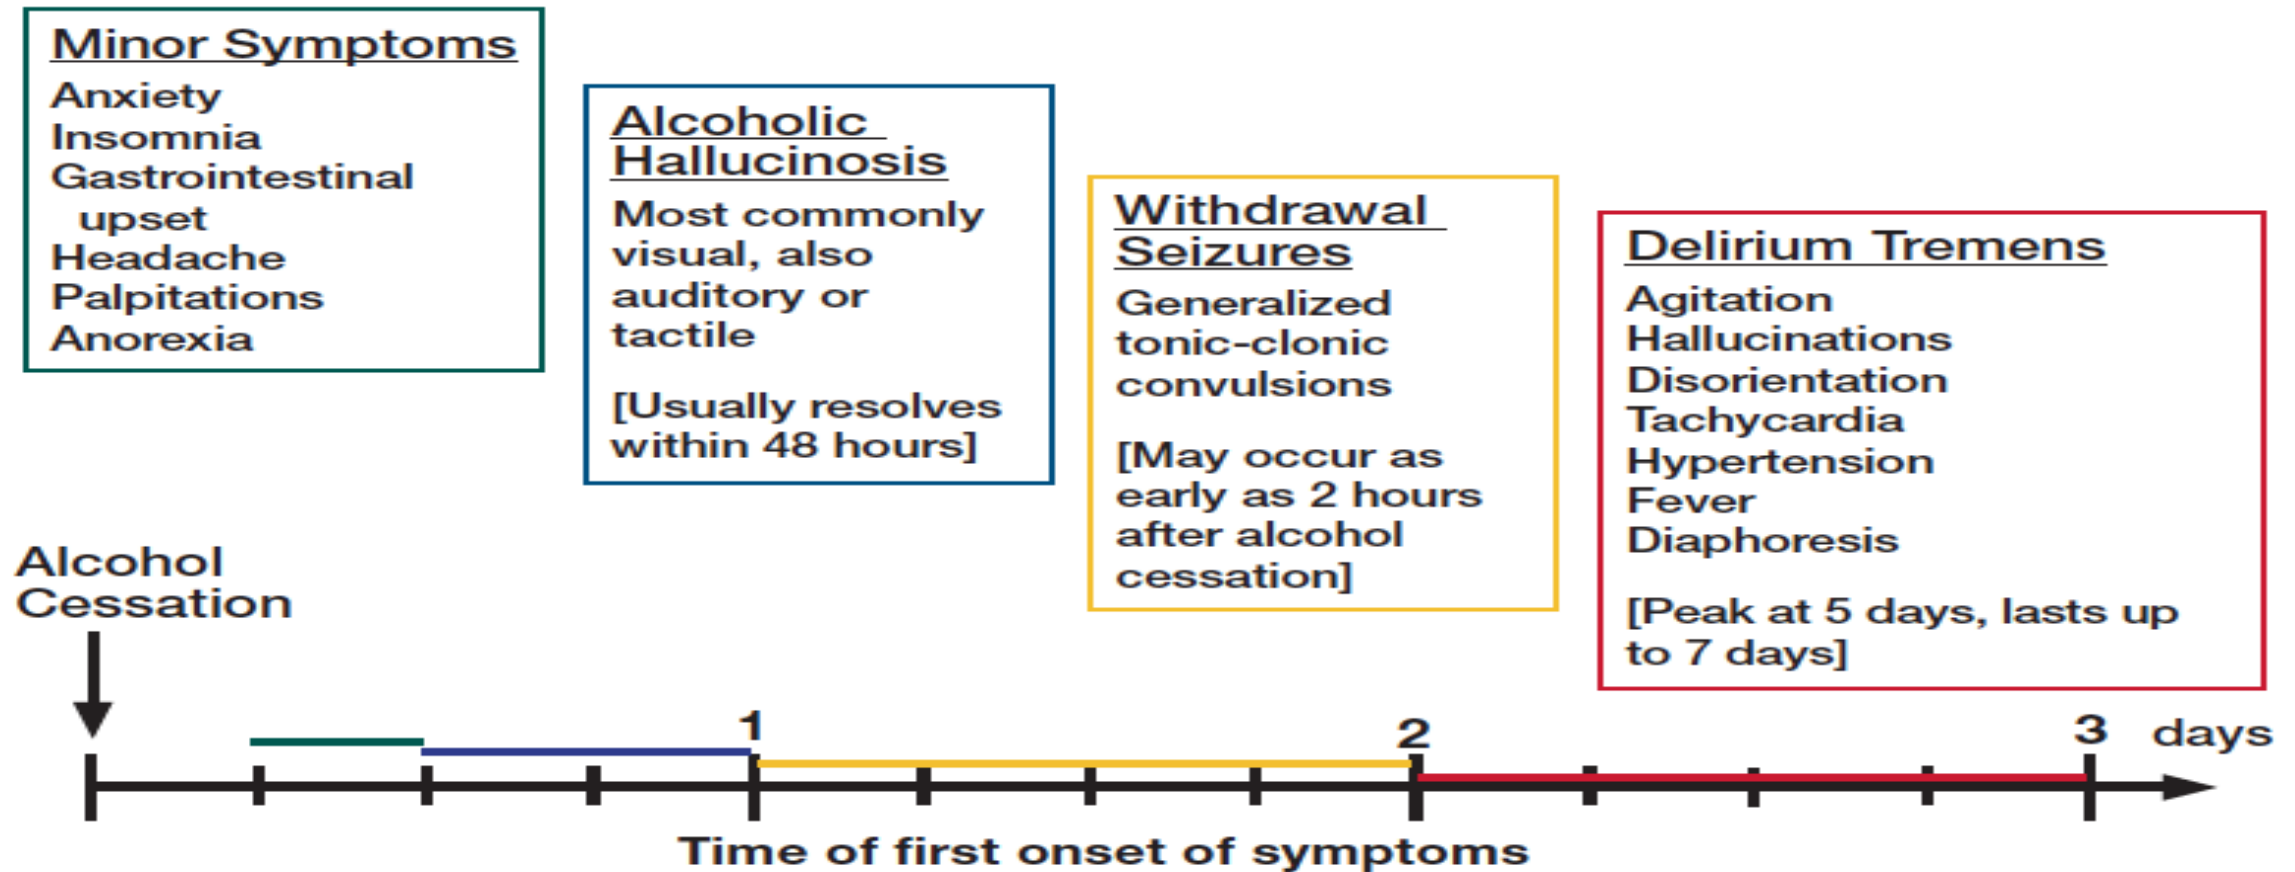 Minor Symptoms
Anxiety
Insomnia
Gastrointestinal
upset
Headache
Palpitations
Anorexia
Alcoholic
Hallucinosis
Most commonly
visual, also
auditory or
tactile
[Usually resolves
within 48 hours]
Withdrawal
Seizures
Generalized
tonic-clonic
convulsions
[May occur as
early as 2 hours
after alcohol
cessation]
Delirium Tremens
Agitation
Hallucinations
Disorientation
Tachycardia
Hypertension
Fever
Diaphoresis
[Peak at 5 days, lasts up
to 7 days]
Alcohol
Cessation
1 2 3 days
Time of first onset of symptoms